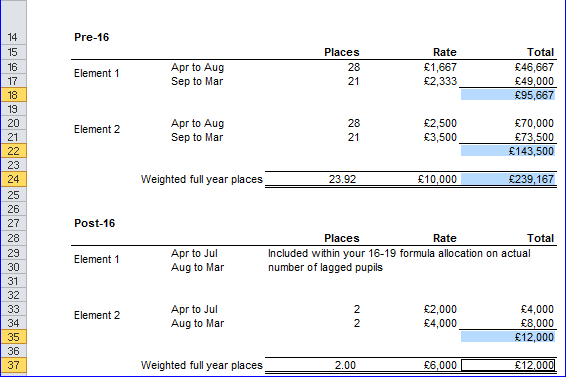 14 Pre-16
15 Places Rate Total
16 Apr to Aug 28 £1,667 £46,667
Element 1
17 Sep to Mar 21 £2,333 £49,000
18 £95,667
19
20 Apr to Aug 28 £2,500 £70,000
Element 2
21 Sep to Mar 21 £3,500 £73,500
22 £143,500
23
24 Weighted full year places 23.92 £10,000 £239,167
25
26
27 Post-16
28 Places Rate Total
29 Apr to Jul Included within your 16-19 formula allocation on actual
Element 1
30 Aug to Mar number of lagged pupils
31
32
33 Apr to Jul 2 £2,000 £4,000
Element 2
34 Aug to Mar 2 £4,000 £8,000
35 £12,000
36
37 Weighted full year places 2.00 £6,000 £12,000